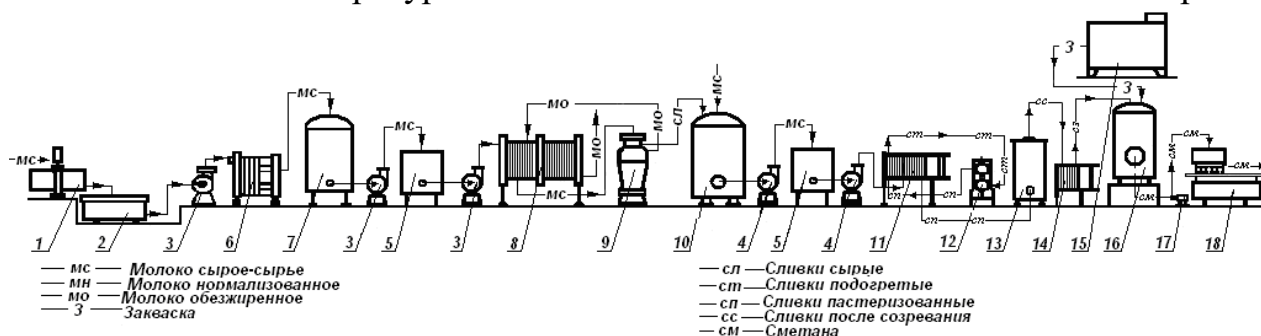 МС
МС
МС
МО
МО
МО
МС
СЛ
МС
МС
ст
ст
ст
сп
сп
сп
сп
сс
сз
З
З
см
см
см
1 2 3 6 7 3 5 3 8 9 10 4 5 4 11 12 13 14 15 16 17 18
— МС — Молоко сырое-сырье
— МН — Молоко нормализованное
— МО — Молоко обезжиренное
— З — Закваска
— СЛ — Сливки сырые
— ст — Сливки подогретые
— сп — Сливки пастеризованные
— сс — Сливки после созревания
— см — Сметана